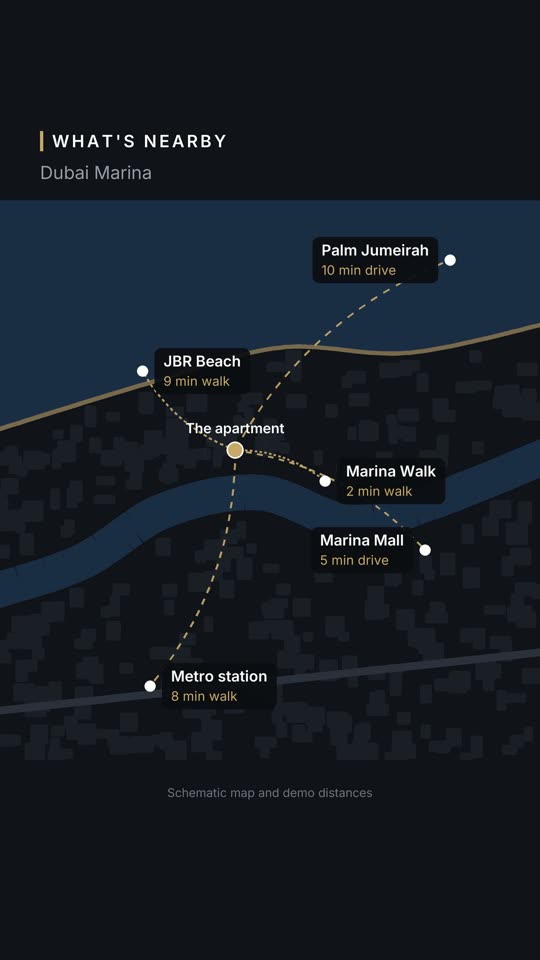 WHAT'S NEARBY
Dubai Marina
Palm Jumeirah
10 min drive
JBR Beach
9 min walk
The apartment
Marina Walk
2 min walk
Marina Mall
5 min drive
Metro station
8 min walk
Schematic map and demo distances